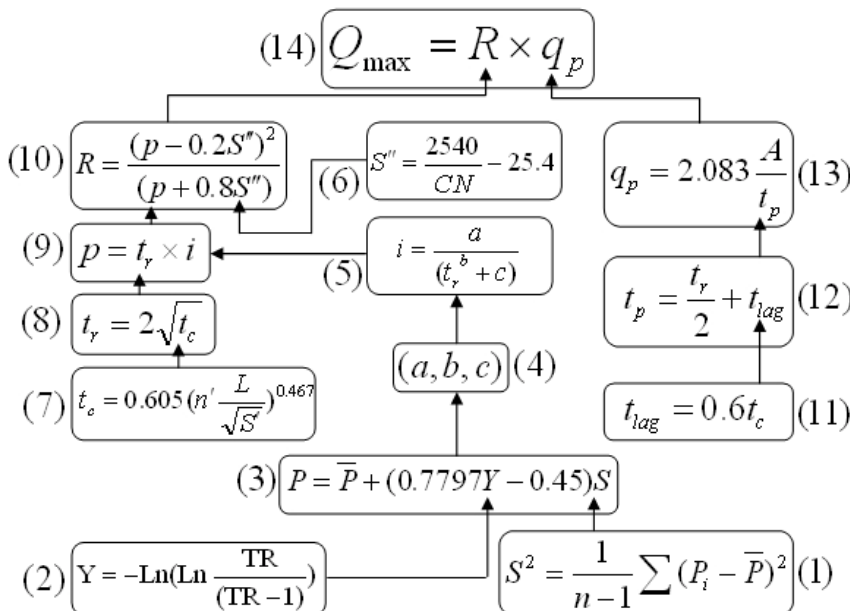 (14) Q_max = R × q_p
(10) R = (p − 0.2S″)² / (p + 0.8S″)
(6) S″ = 2540 / CN − 25.4
q_p = 2.083 A / t_p (13)
(9) p = t_r × i
(5) i = a / (t_r^b + c)
(8) t_r = 2√t_c
t_p = t_r / 2 + t_lag (12)
(a, b, c) (4)
(7) t_c = 0.605 (n′ L / √S′)^0.467
t_lag = 0.6t_c (11)
(3) P = P̅ + (0.7797Y − 0.45)S
(2) Y = −Ln(Ln TR / (TR − 1))
S² = 1 / (n − 1) ∑ (P_i − P̅)² (1)